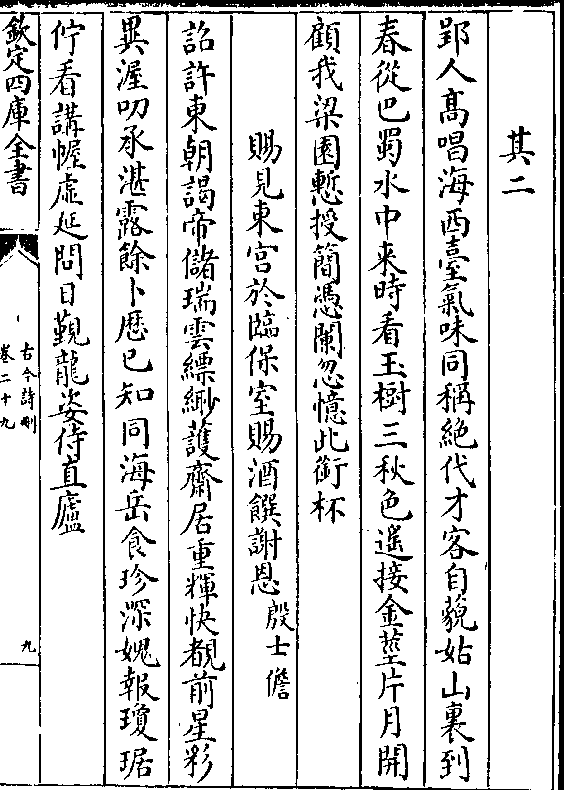 其二
郢人髙唱海西臺氣味同稱絶代才客自藐姑山裏到
春從巴蜀水中来時看玉樹三秋色遥接金莖片月開
顧我梁園慙授簡憑闌忽憶此銜杯
賜見東宫於臨保室賜酒饌謝恩 殷士儋
詔許東朝謁帝儲瑞雲縹緲護齋居重輝快覩前星彩
異渥叨承湛露餘卜厯已知同海岳食珍深媿報瓊琚
佇看講幄虚延問日覲龍姿侍直廬
欽定四庫全書
古今詩刪
卷二十九
九